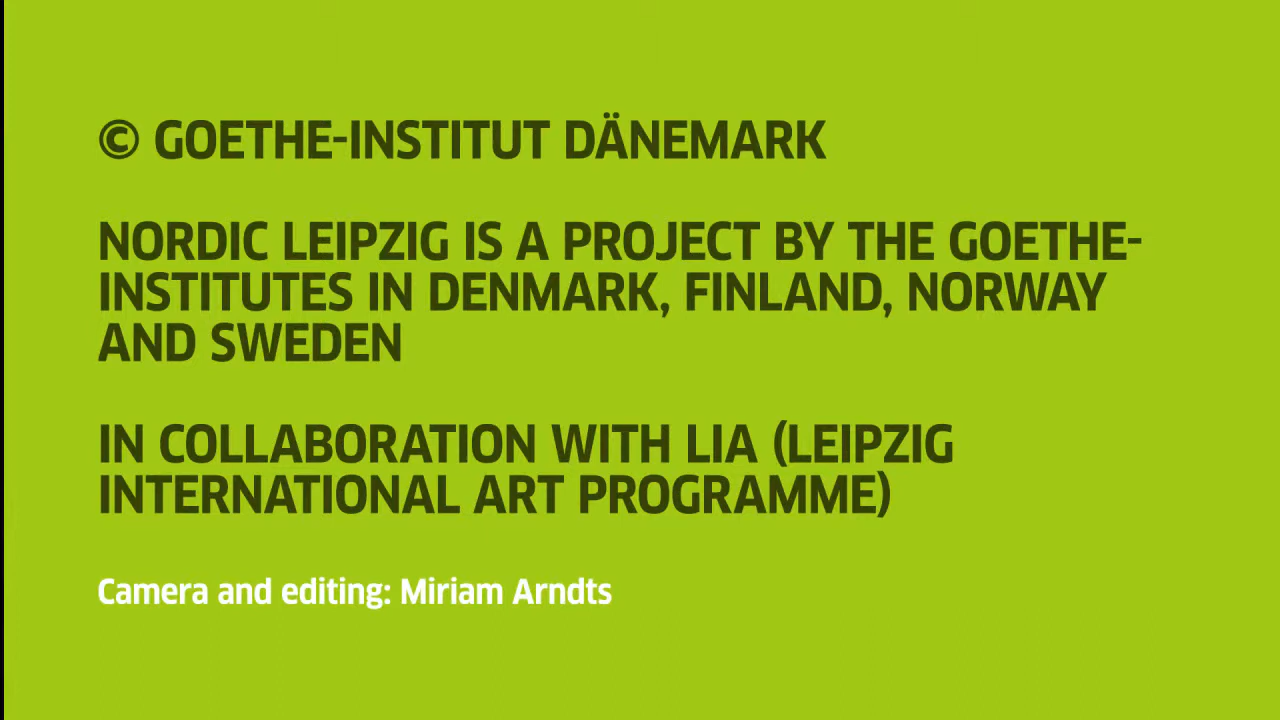 © GOETHE-INSTITUT DÄNEMARK
NORDIC LEIPZIG IS A PROJECT BY THE GOETHE-
INSTITUTES IN DENMARK, FINLAND, NORWAY
AND SWEDEN
IN COLLABORATION WITH LIA (LEIPZIG
INTERNATIONAL ART PROGRAMME)
Camera and editing: Miriam Arndts